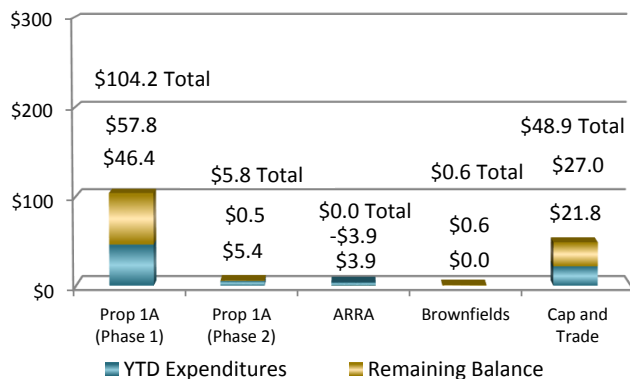 $300
$104.2 Total
$200
$57.8
$48.9 Total
$46.4
$5.8 Total
$0.6 Total
$27.0
$100
$0.5
$0.0 Total
$0.6
$21.8
-$3.9
$5.4
$3.9
$0.0
$0
Prop 1A
(Phase 1)
Prop 1A
(Phase 2)
ARRA
Brownfields
Cap and
Trade
YTD Expenditures
Remaining Balance